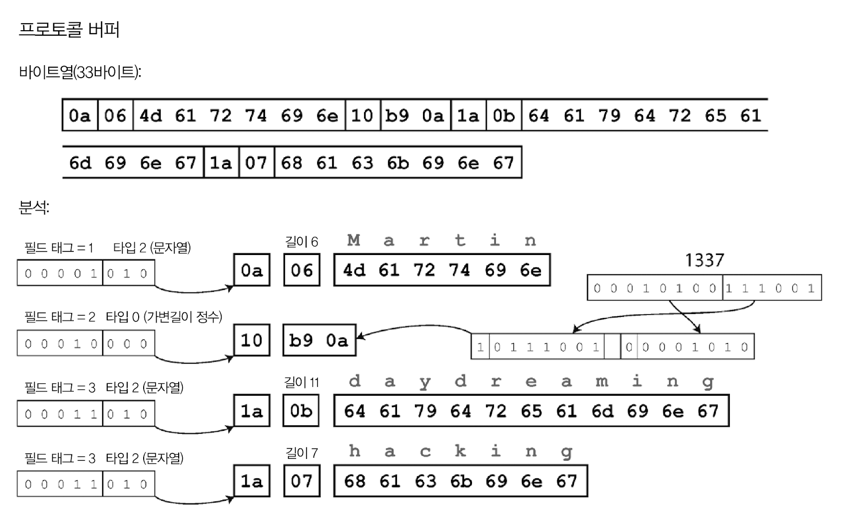 프로토콜 버퍼
바이트열(33바이트):
0a 06 4d 61 72 74 69 6e 10 b9 0a 1a 0b 64 61 79 64 72 65 61
6d 69 6e 67 1a 07 68 61 63 6b 69 6e 67
분석:
필드 태그 = 1 타입 2 (문자열) 길이 6 M a r t i n
0 0 0 0 1 0 1 0 0a 06 4d 61 72 74 69 6e
1337
0 0 0 1 0 1 0 0 1 1 1 0 0 1
필드 태그 = 2 타입 0 (가변길이 정수)
0 0 0 1 0 0 0 0 10 b9 0a 1 0 1 1 1 0 0 1 0 0 0 0 1 0 1 0
필드 태그 = 3 타입 2 (문자열) 길이 11 d a y d r e a m i n g
0 0 0 1 1 0 1 0 1a 0b 64 61 79 64 72 65 61 6d 69 6e 67
필드 태그 = 3 타입 2 (문자열) 길이 7 h a c k i n g
0 0 0 1 1 0 1 0 1a 07 68 61 63 6b 69 6e 67